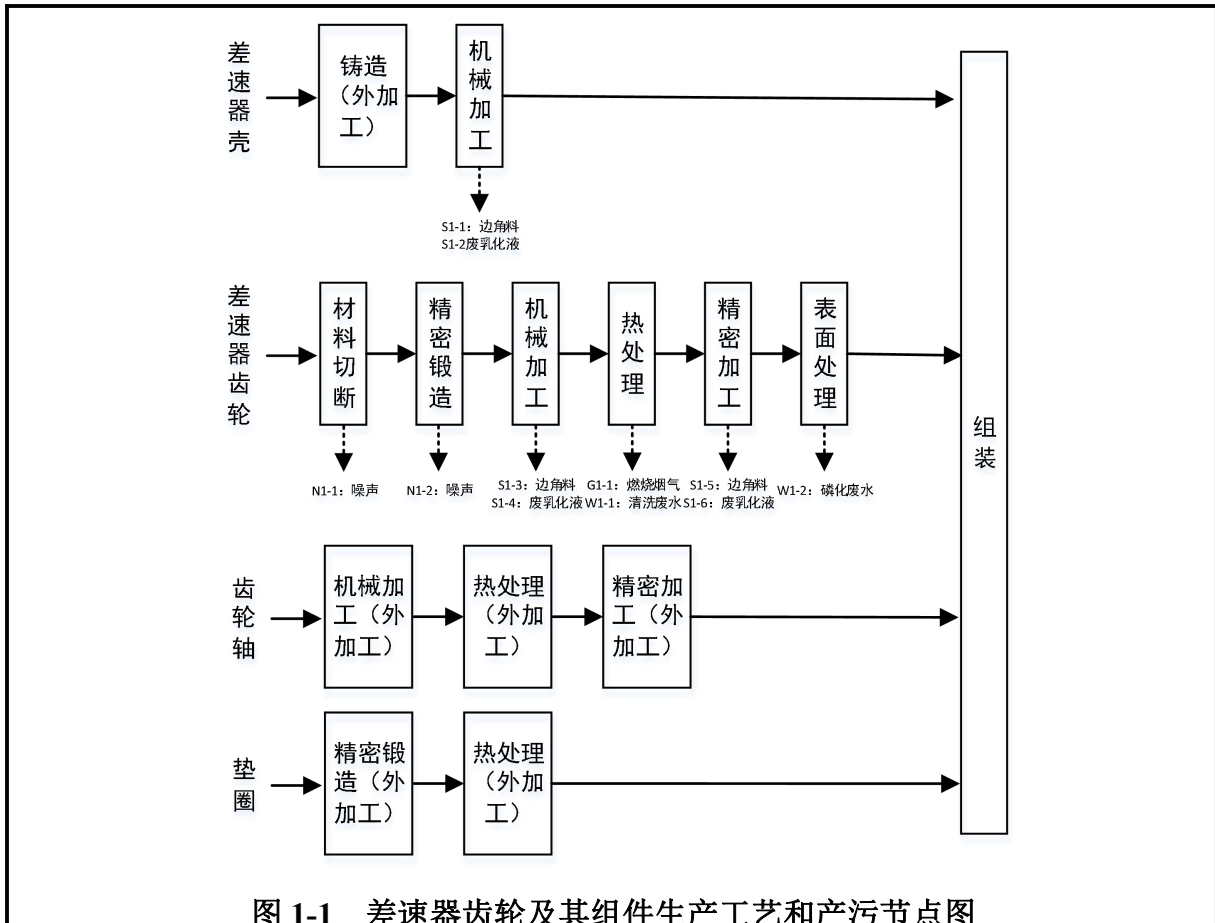 差速器壳
铸造
（外加
工）
机械加工
S1-1：边角料
S1-2废乳化液
差速器齿轮
材料切断
精密锻造
机械加工
热处理
精密加工
表面处理
N1-1：噪声
N1-2：噪声
S1-3：边角料
S1-4：废乳化液
G1-1：燃烧烟气
W1-1：清洗废水
S1-5：边角料
S1-6：废乳化液
W1-2：磷化废水
组装
齿轮轴
机械加
工（外
加工）
热处理
（外加
工）
精密加
工（外
加工）
垫圈
精密锻
造（外
加工）
热处理
（外加
工）
图 1-1 差速器齿轮及其组件生产工艺和产污节点图